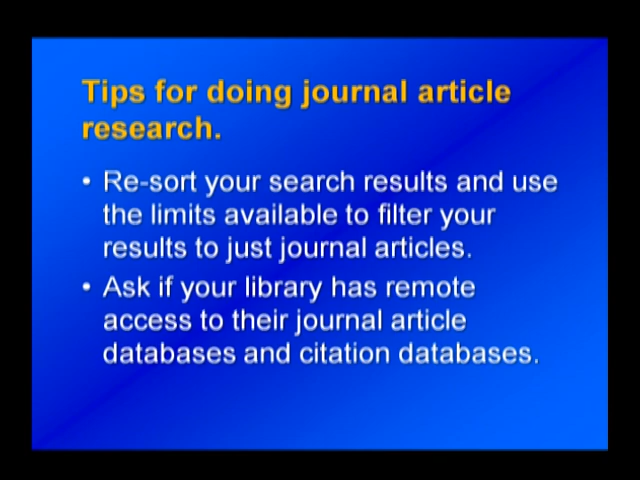 Tips for doing journal article
research.
• Re-sort your search results and use
the limits available to filter your
results to just journal articles.
• Ask if your library has remote
access to their journal article
databases and citation databases.